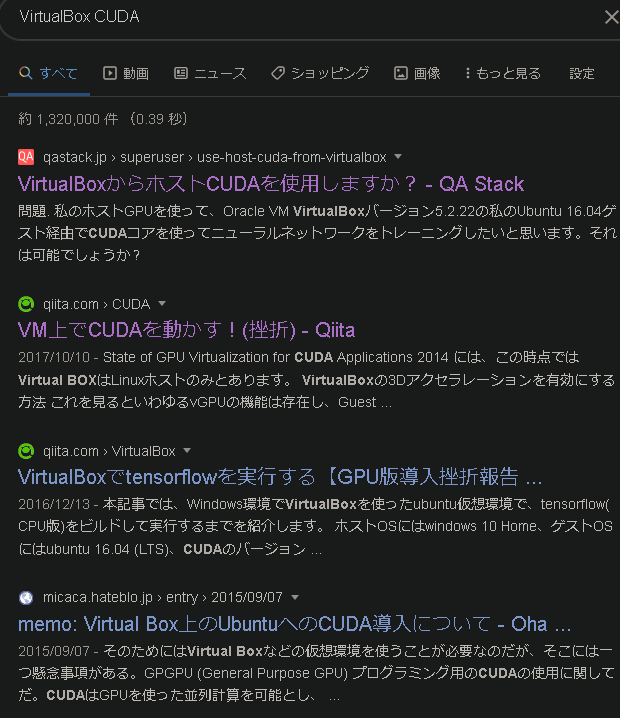 VirtualBox CUDA
すべて 動画 ニュース ショッピング 画像 もっと見る 設定
約 1,320,000 件 （0.39 秒）
QA qastack.jp › superuser › use-host-cuda-from-virtualbox
VirtualBoxからホストCUDAを使用しますか？ - QA Stack
問題. 私のホストGPUを使って、Oracle VM VirtualBoxバージョン5.2.22の私のUbuntu 16.04ゲ
スト経由でCUDAコアを使ってニューラルネットワークをトレーニングしたいと思います。それ
は可能でしょうか？
qiita.com › CUDA
VM上でCUDAを動かす！(挫折) - Qiita
2017/10/10 - State of GPU Virtualization for CUDA Applications 2014 には、この時点では
Virtual BOXはLinuxホストのみとあります。 VirtualBoxの3Dアクセラレーションを有効にする
方法 これを見るといわゆるvGPUの機能は存在し、Guest ...
qiita.com › VirtualBox
VirtualBoxでtensorflowを実行する【GPU版導入挫折報告 ...
2016/12/13 - 本記事では、Windows環境でVirtualBoxを使ったubuntu仮想環境で、tensorflow(
CPU版)をビルドして実行するまでを紹介します。 ホストOSにはwindows 10 Home、ゲストOS
にはubuntu 16.04 (LTS)、CUDAのバージョン ...
micaca.hateblo.jp › entry › 2015/09/07
memo: Virtual Box上のUbuntuへのCUDA導入について - Oha ...
2015/09/07 - そのためにはVirtual Boxなどの仮想環境を使うことが必要なのだが、そこには一
つ懸念事項がある。GPGPU (General Purpose GPU) プログラミング用のCUDAの使用に関して
だ。CUDAはGPUを使った並列計算を可能とし、 ...